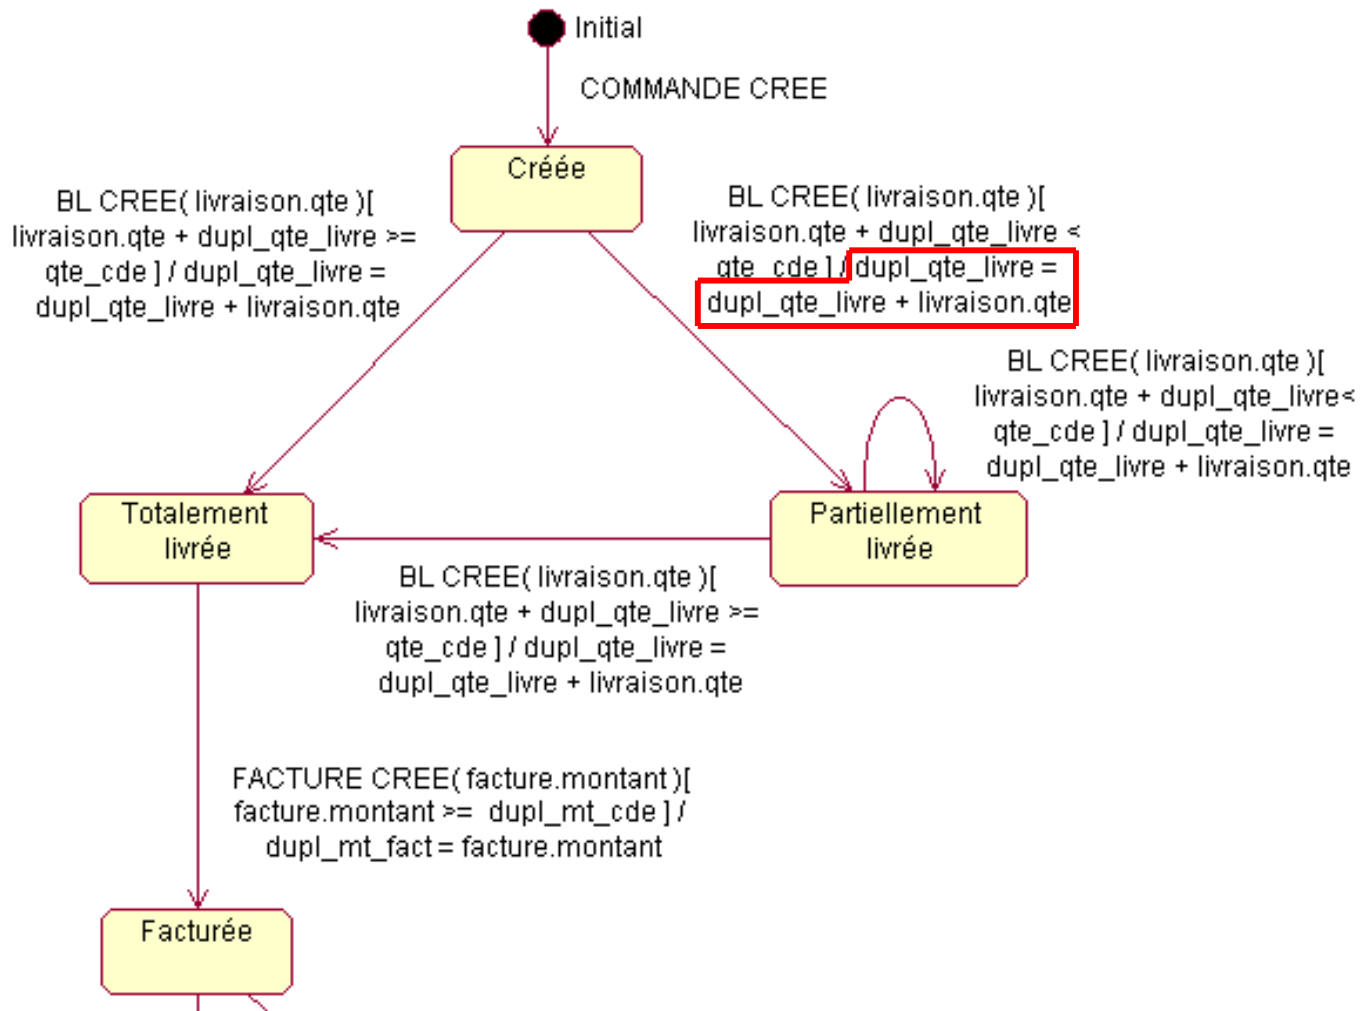 Initial
COMMANDE CREE
Créée
BL CREE( livraison.qte )[
livraison.qte + dupl_qte_livre >=
qte_cde ] / dupl_qte_livre =
dupl_qte_livre + livraison.qte
BL CREE( livraison.qte )[
livraison.qte + dupl_qte_livre <
qte_cde ] / dupl_qte_livre =
dupl_qte_livre + livraison.qte
BL CREE( livraison.qte )[
livraison.qte + dupl_qte_livre<
qte_cde ] / dupl_qte_livre =
dupl_qte_livre + livraison.qte
Totalement
livrée
Partiellement
livrée
BL CREE( livraison.qte )[
livraison.qte + dupl_qte_livre >=
qte_cde ] / dupl_qte_livre =
dupl_qte_livre + livraison.qte
FACTURE CREE( facture.montant )[
facture.montant >=  dupl_mt_cde ] /
dupl_mt_fact = facture.montant
Facturée